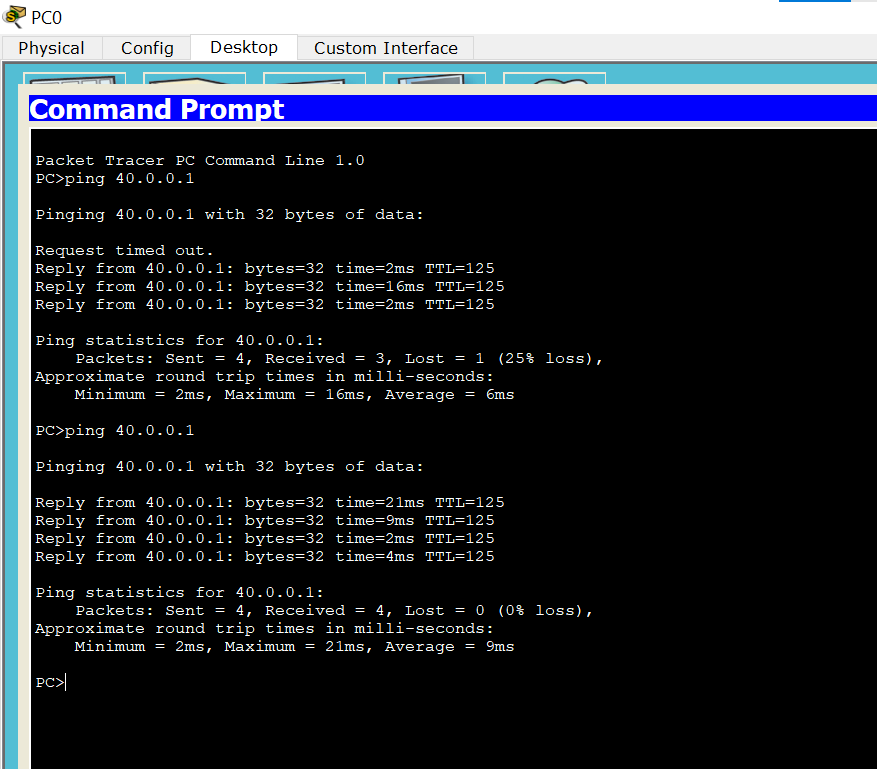 PC0
Physical Config Desktop Custom Interface
Command Prompt
Packet Tracer PC Command Line 1.0
PC>ping 40.0.0.1
Pinging 40.0.0.1 with 32 bytes of data:
Request timed out.
Reply from 40.0.0.1: bytes=32 time=2ms TTL=125
Reply from 40.0.0.1: bytes=32 time=16ms TTL=125
Reply from 40.0.0.1: bytes=32 time=2ms TTL=125
Ping statistics for 40.0.0.1:
    Packets: Sent = 4, Received = 3, Lost = 1 (25% loss),
Approximate round trip times in milli-seconds:
    Minimum = 2ms, Maximum = 16ms, Average = 6ms
PC>ping 40.0.0.1
Pinging 40.0.0.1 with 32 bytes of data:
Reply from 40.0.0.1: bytes=32 time=21ms TTL=125
Reply from 40.0.0.1: bytes=32 time=9ms TTL=125
Reply from 40.0.0.1: bytes=32 time=2ms TTL=125
Reply from 40.0.0.1: bytes=32 time=4ms TTL=125
Ping statistics for 40.0.0.1:
    Packets: Sent = 4, Received = 4, Lost = 0 (0% loss),
Approximate round trip times in milli-seconds:
    Minimum = 2ms, Maximum = 21ms, Average = 9ms
PC>